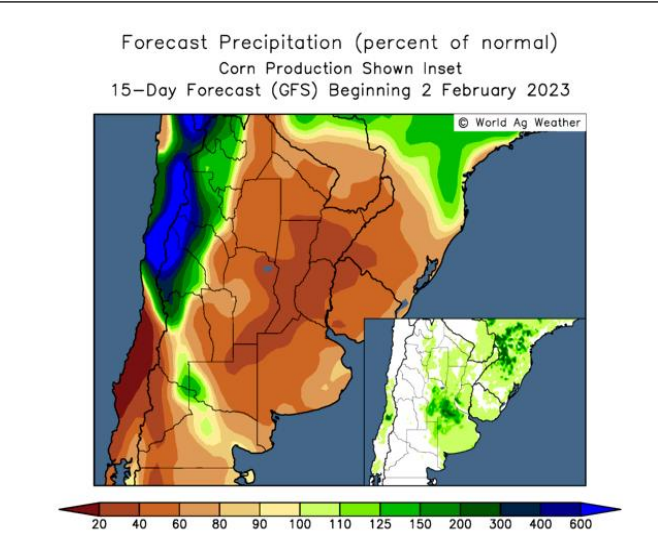 Forecast Precipitation (percent of normal)
Corn Production Shown Inset
15-Day Forecast (GFS) Beginning 2 February 2023
© World Ag Weather
20 40 60 80 90 100 110 125 150 200 300 400 600